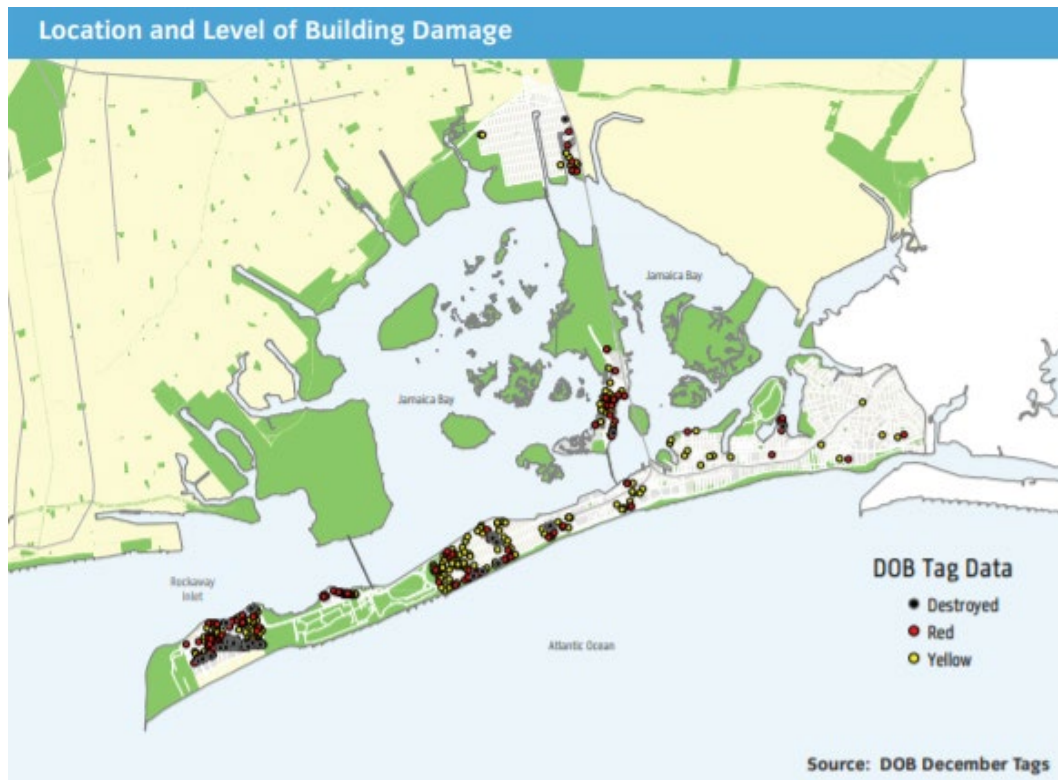 Location and Level of Building Damage
Jamaica Bay
Jamaica Bay
Rockaway
Inlet
Atlantic Ocean
DOB Tag Data
Destroyed
Red
Yellow
Source: DOB December Tags